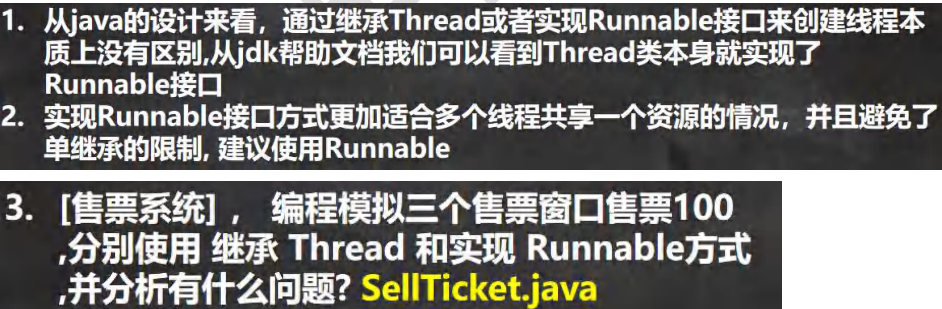 1. 从java的设计来看，通过继承Thread或者实现Runnable接口来创建线程本
质上没有区别,从jdk帮助文档我们可以看到Thread类本身就实现了
Runnable接口
2. 实现Runnable接口方式更加适合多个线程共享一个资源的情况，并且避免了
单继承的限制, 建议使用Runnable
3. [售票系统] ， 编程模拟三个售票窗口售票100
,分别使用 继承 Thread 和实现 Runnable方式
,并分析有什么问题? SellTicket.java